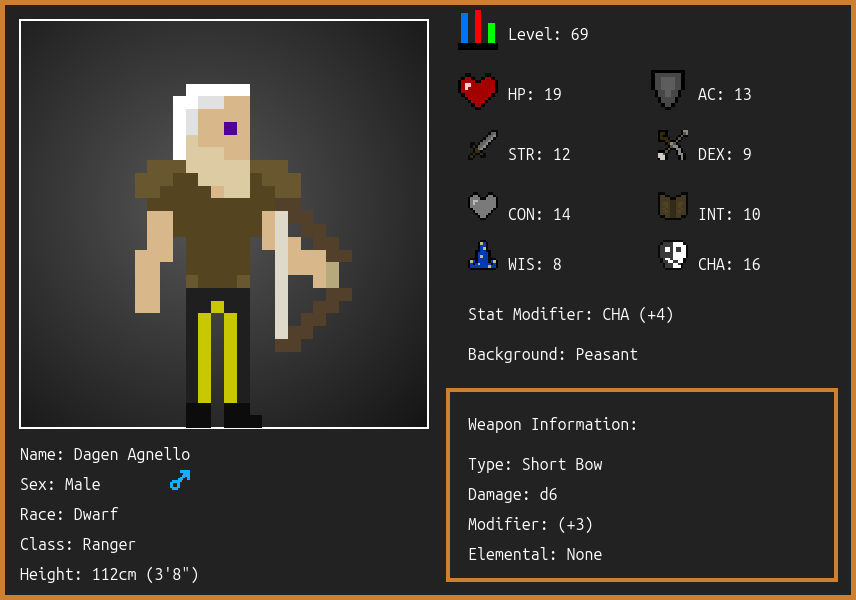 Level: 69
HP: 19
AC: 13
STR: 12
DEX: 9
CON: 14
INT: 10
WIS: 8
CHA: 16
Stat Modifier: CHA (+4)
Background: Peasant
Weapon Information:
Type: Short Bow
Damage: d6
Modifier: (+3)
Elemental: None
Name: Dagen Agnello
Sex: Male
Race: Dwarf
Class: Ranger
Height: 112cm (3'8")